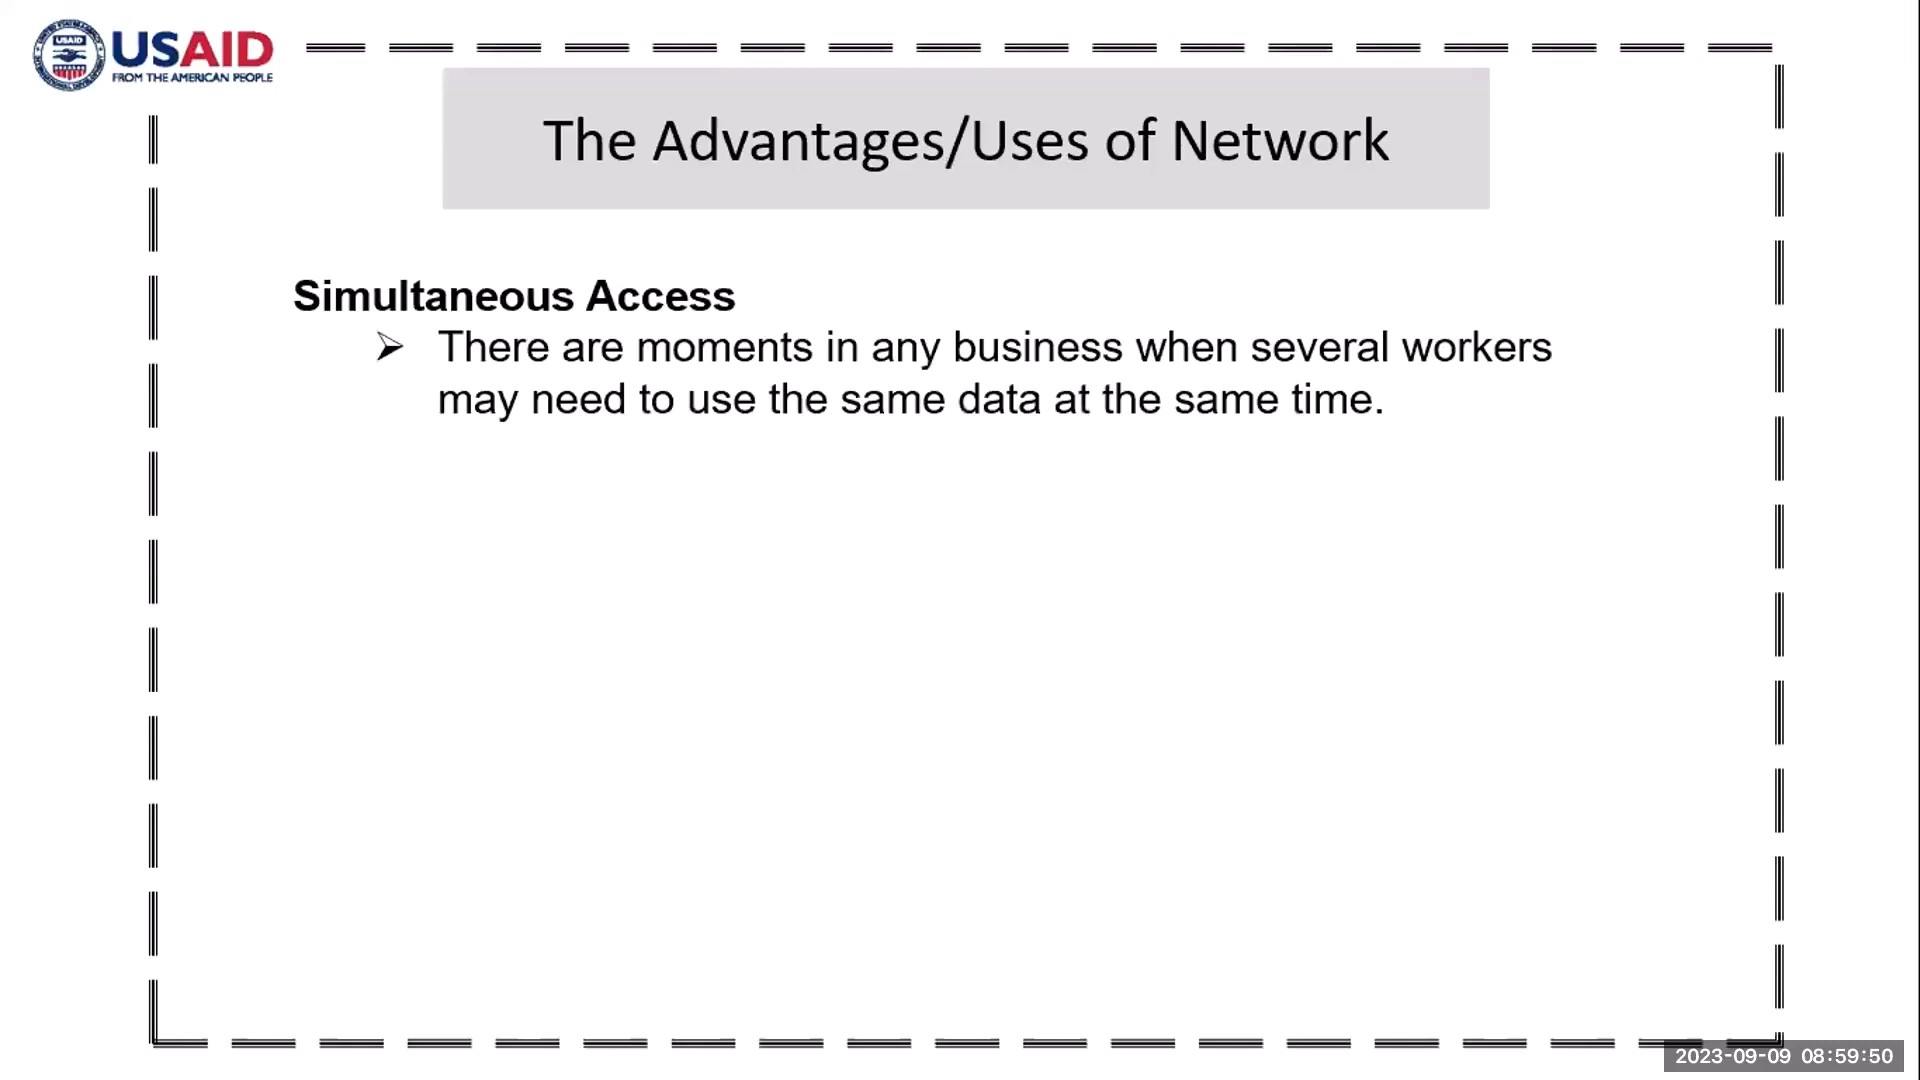 USAID
USAID
FROM THE AMERICAN PEOPLE
The Advantages/Uses of Network
Simultaneous Access
➢ There are moments in any business when several workers
may need to use the same data at the same time.
2023-09-09 08:59:50